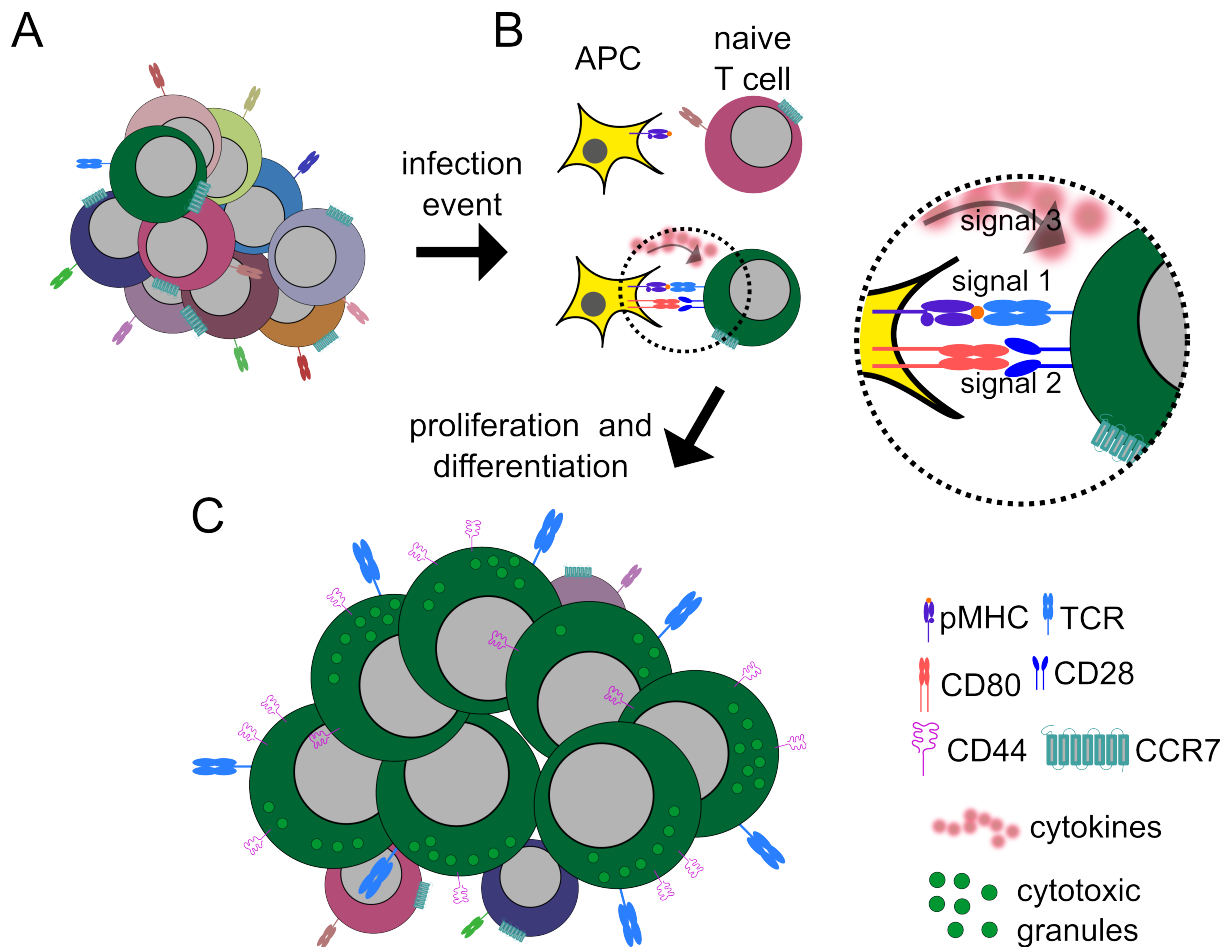 A
B
APC
naive
T cell
infection
event
signal 3
signal 1
signal 2
proliferation and
differentiation
C
pMHC
TCR
CD80
CD28
CD44
CCR7
cytokines
cytotoxic
granules